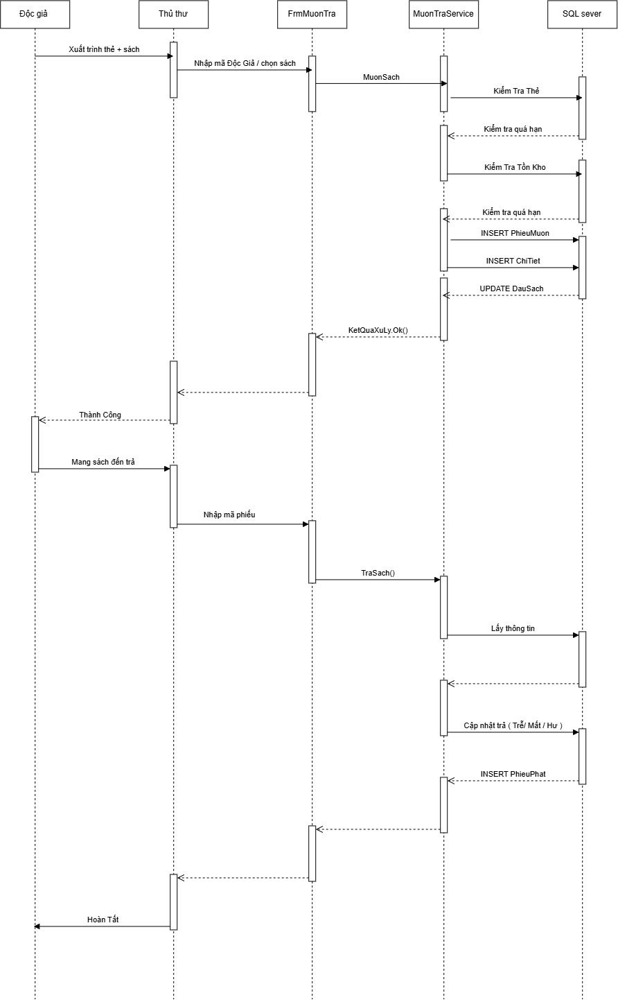 Độc giả
Thủ thư
FrmMuonTra
MuonTraService
SQL sever
Xuất trình thẻ + sách
Nhập mã Độc Giả / chọn sách
MuonSach
Kiểm Tra Thẻ
Kiểm tra quá hạn
Kiểm Tra Tồn Kho
Kiểm tra quá hạn
INSERT PhieuMuon
INSERT ChiTiet
UPDATE DauSach
KetQuaXuLy.Ok()
Thành Công
Mang sách đến trả
Nhập mã phiếu
TraSach()
Lấy thông tin
Cập nhật trả ( Trễ/ Mất / Hư )
INSERT PhieuPhat
Hoàn Tất